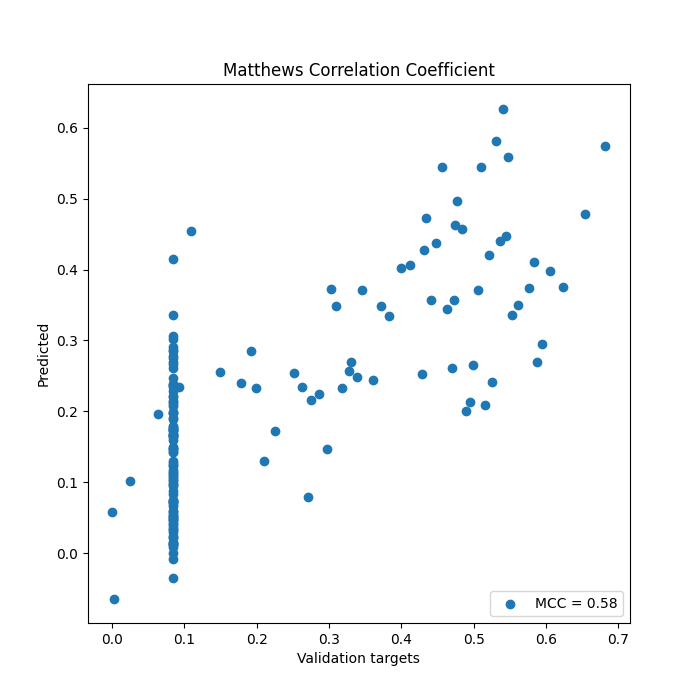 Matthews Correlation Coefficient
0.6
0.5
0.4
0.3
0.2
0.1
0.0
Predicted
MCC = 0.58
0.0 0.1 0.2 0.3 0.4 0.5 0.6 0.7
Validation targets